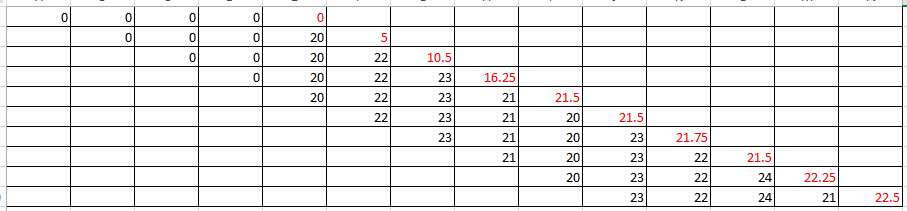 0 0 0 0 0
0 0 0 20 5
0 0 20 22 10.5
0 20 22 23 16.25
20 22 23 21 21.5
22 23 21 20 21.5
23 21 20 23 21.75
21 20 23 22 21.5
20 23 22 24 22.25
23 22 24 21 22.5